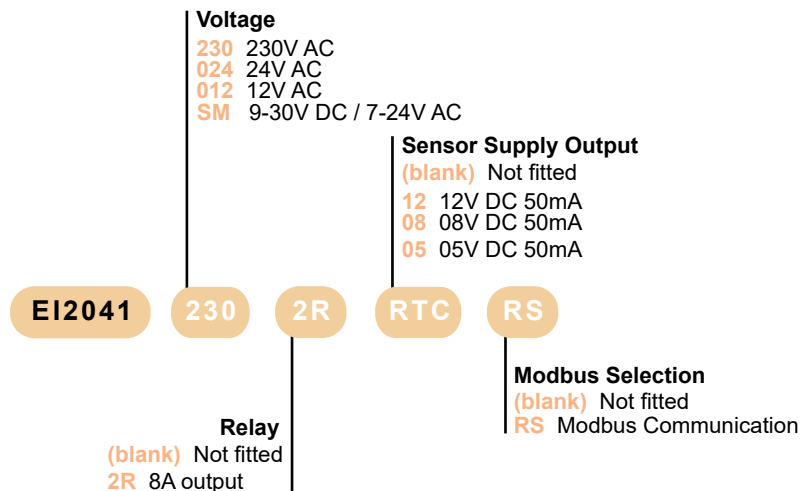 Voltage
230 230V AC
024 24V AC
012 12V AC
SM 9-30V DC / 7-24V AC
Sensor Supply Output
(blank) Not fitted
12 12V DC 50mA
08 08V DC 50mA
05 05V DC 50mA
EI2041 230 2R RTC RS
Modbus Selection
(blank) Not fitted
RS Modbus Communication
Relay
(blank) Not fitted
2R 8A output